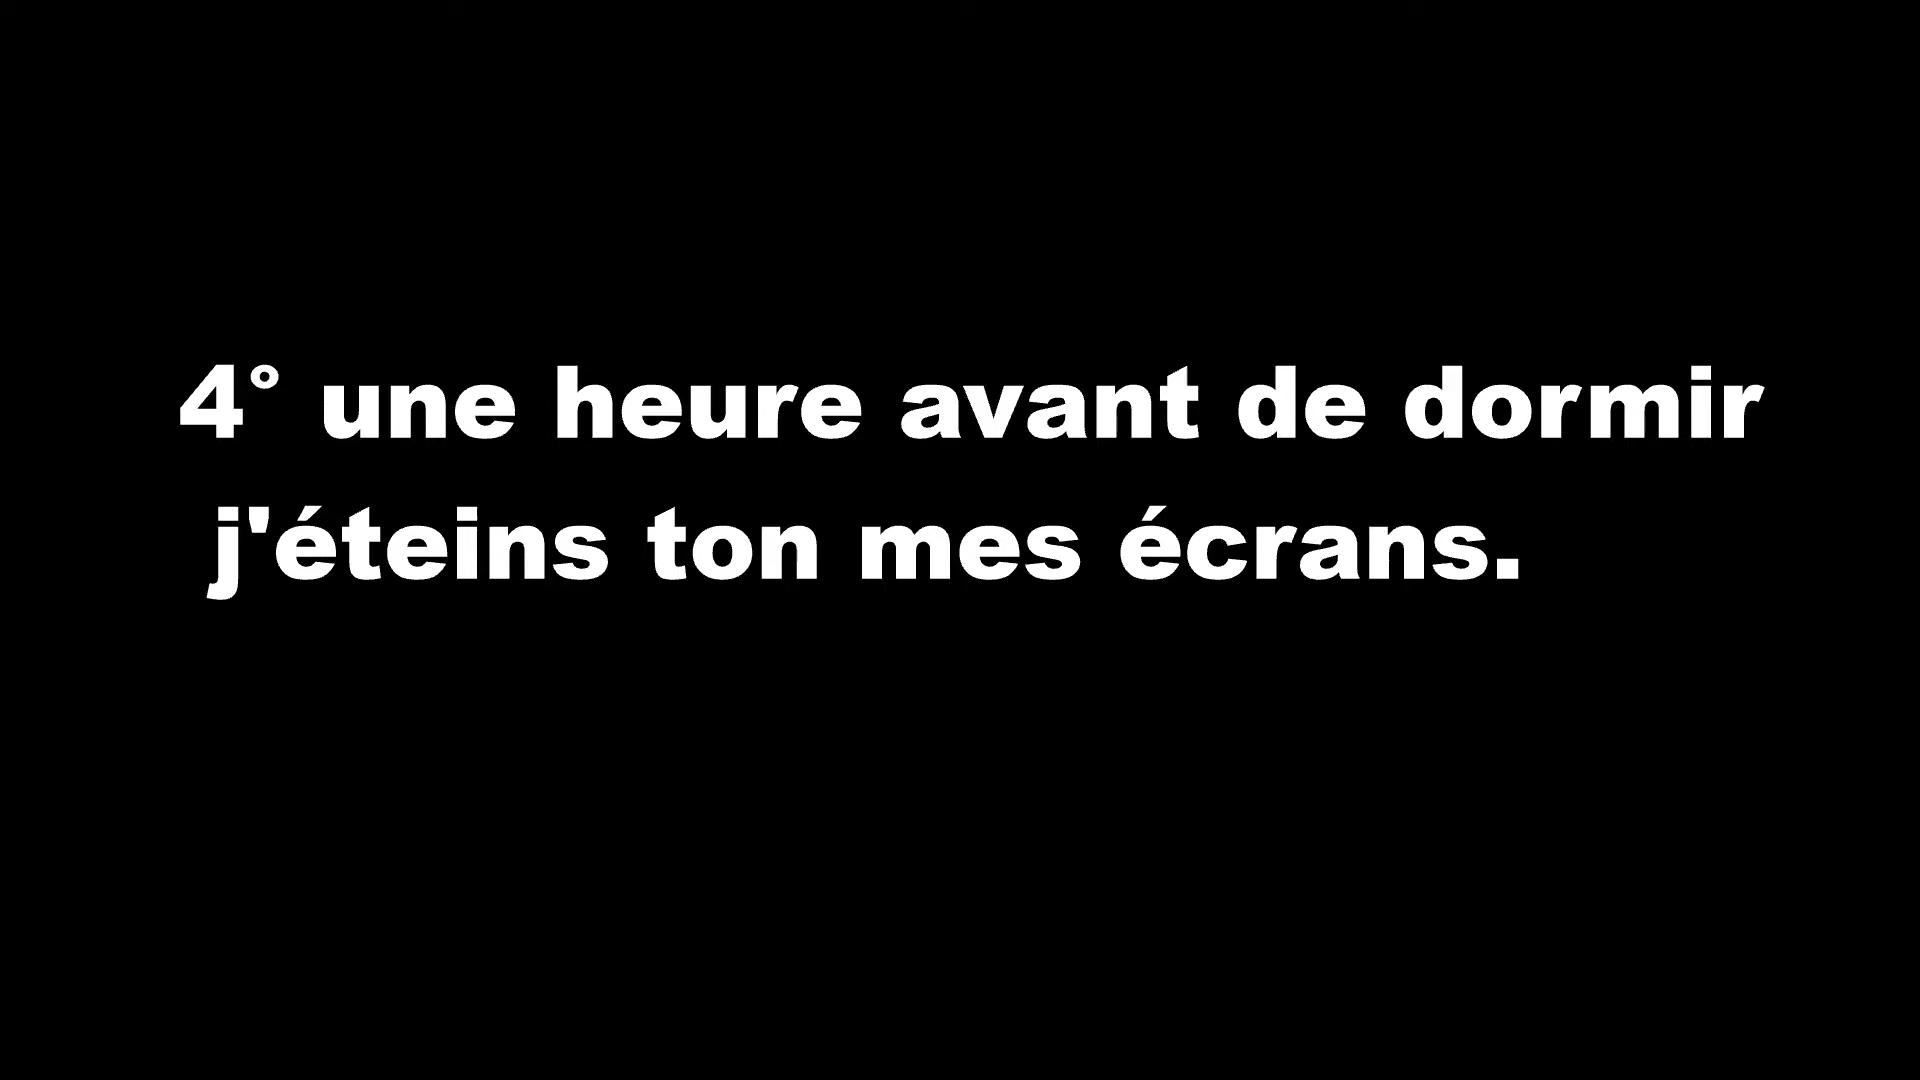 4° une heure avant de dormir
j'éteins ton mes écrans.